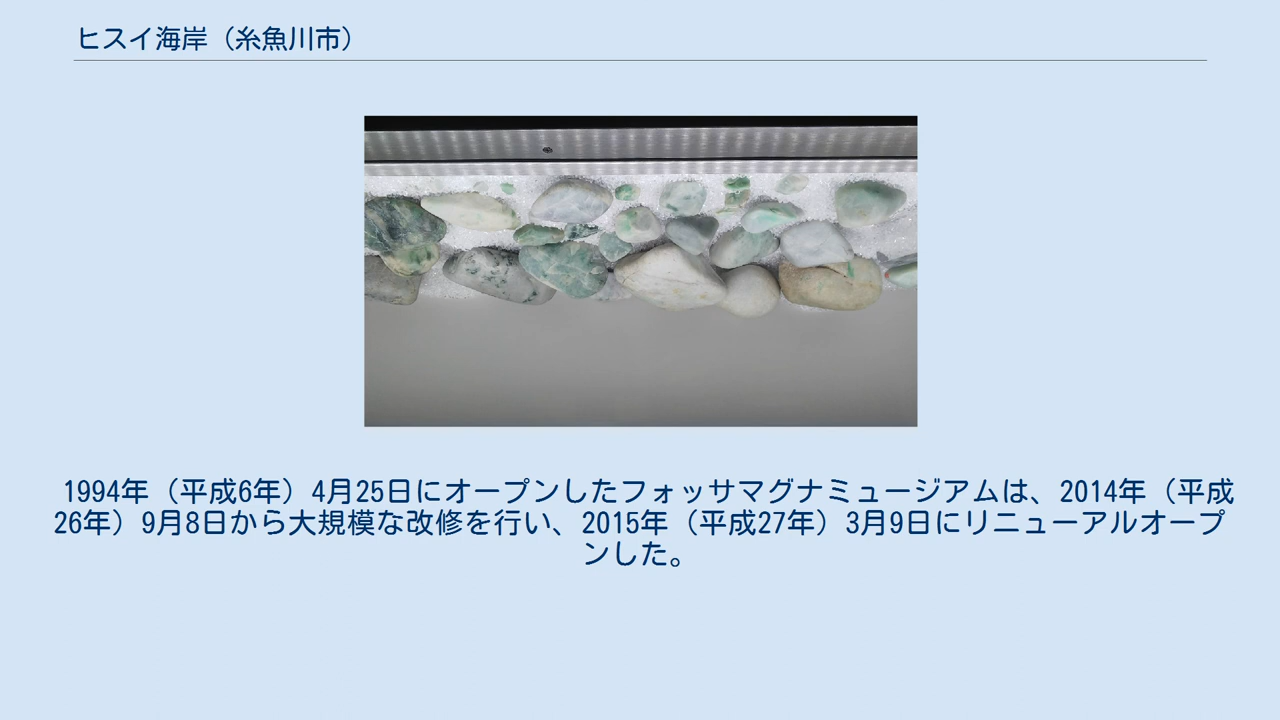 ヒスイ海岸（糸魚川市）
1994年（平成6年）4月25日にオープンしたフォッサマグナミュージアムは、2014年（平成
26年）9月8日から大規模な改修を行い、2015年（平成27年）3月9日にリニューアルオープ
ンした。